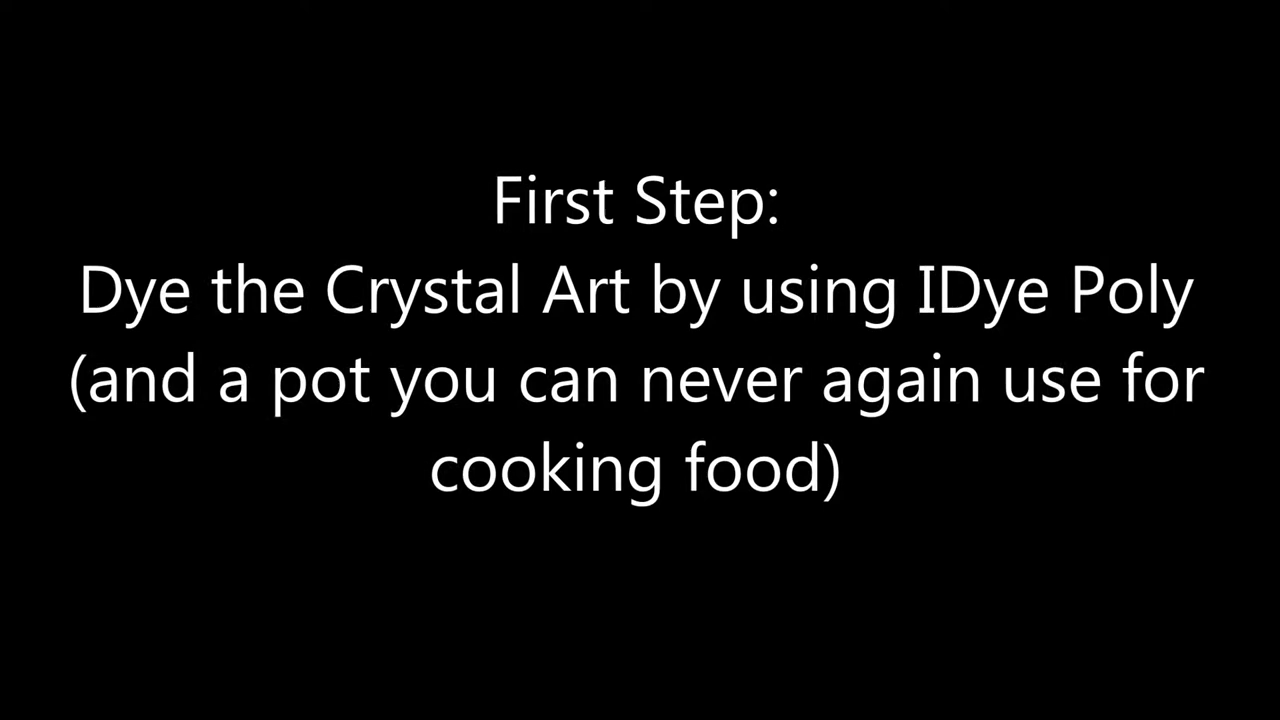 First Step:
Dye the Crystal Art by using IDye Poly
(and a pot you can never again use for
cooking food)